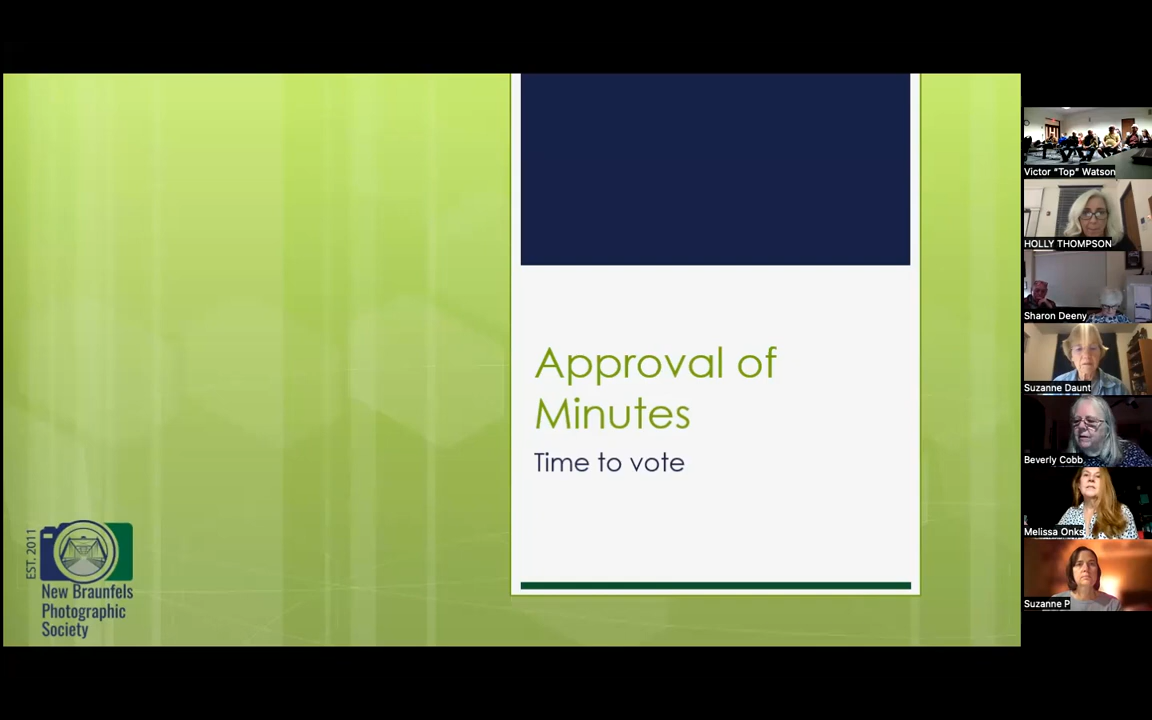 Approval of
Minutes
Time to vote
EST. 2011
New Braunfels
Photographic
Society
Victor "Top" Watson
HOLLY THOMPSON
Sharon Deeny
Suzanne Daunt
Beverly Cobb
Melissa Onks
Suzanne P